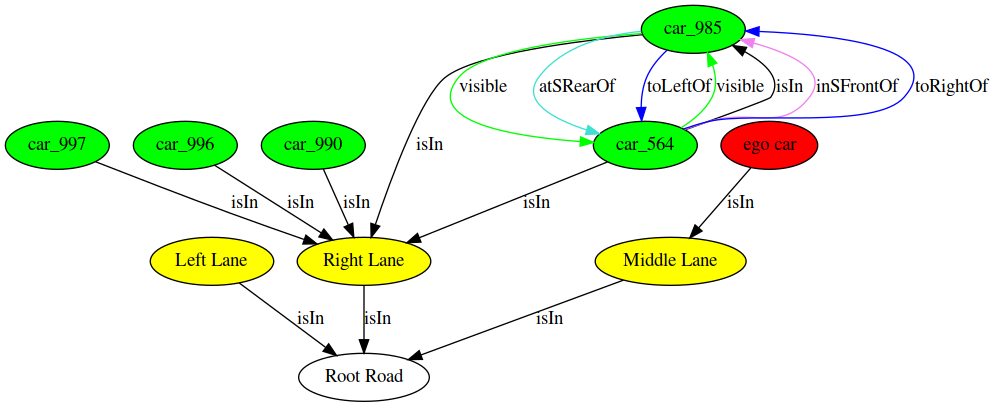 car_985
visible
atSRearOf
toLeftOf
visible
isIn
inSFrontOf
toRightOf
car_997
car_996
car_990
isIn
car_564
ego car
isIn
isIn
isIn
isIn
isIn
Left Lane
Right Lane
Middle Lane
isIn
isIn
isIn
Root Road